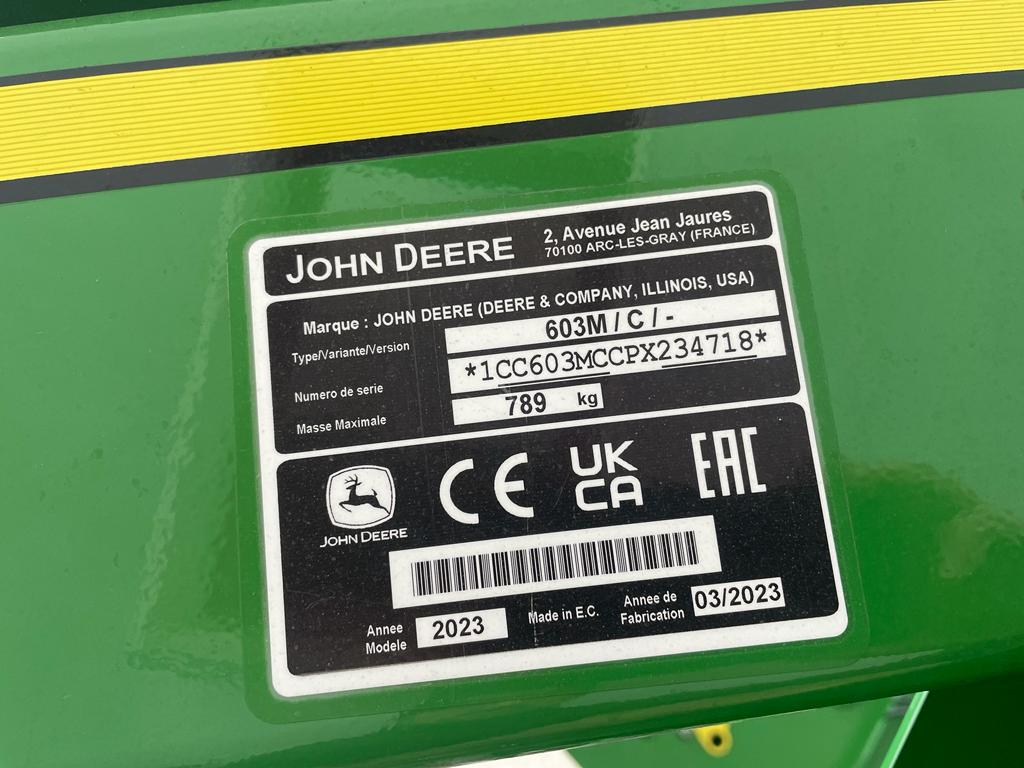 JOHN DEERE
2, Avenue Jean Jaures
70100 ARC-LES-GRAY (FRANCE)
Marque : JOHN DEERE (DEERE & COMPANY, ILLINOIS, USA)
Type/Variante/Version 603M / C / -
Numero de serie *1CC603MCCPX234718*
Masse Maximale 789 kg
JOHN DEERE
CE
UK
CA
EAC
Annee
Modele
2023
Made in E.C.
Annee de
Fabrication
03/2023